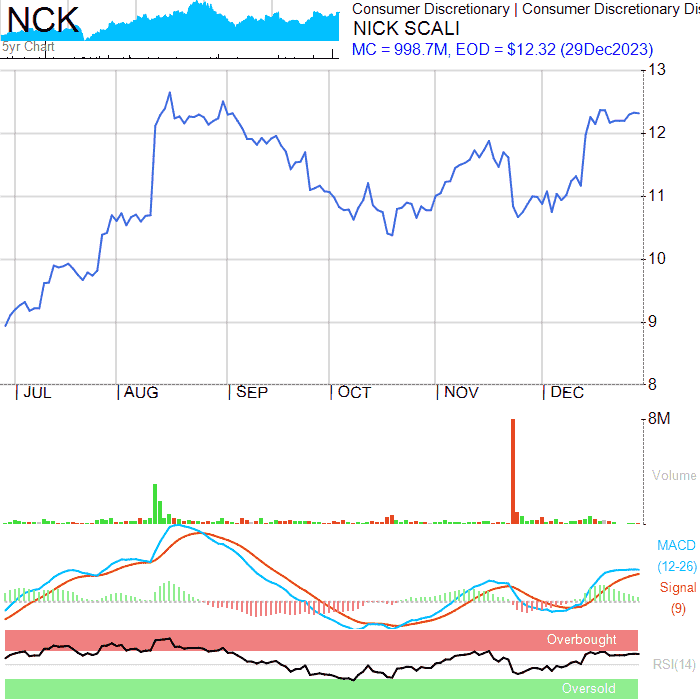 NCK
5yr Chart
Consumer Discretionary | Consumer Discretionary Dis
NICK SCALI
MC = 998.7M, EOD = $12.32 (29Dec2023)
13
12
11
10
9
8
JUL AUG SEP OCT NOV DEC
8M
Volume
MACD
(12-26)
Signal
(9)
Overbought
RSI(14)
Oversold